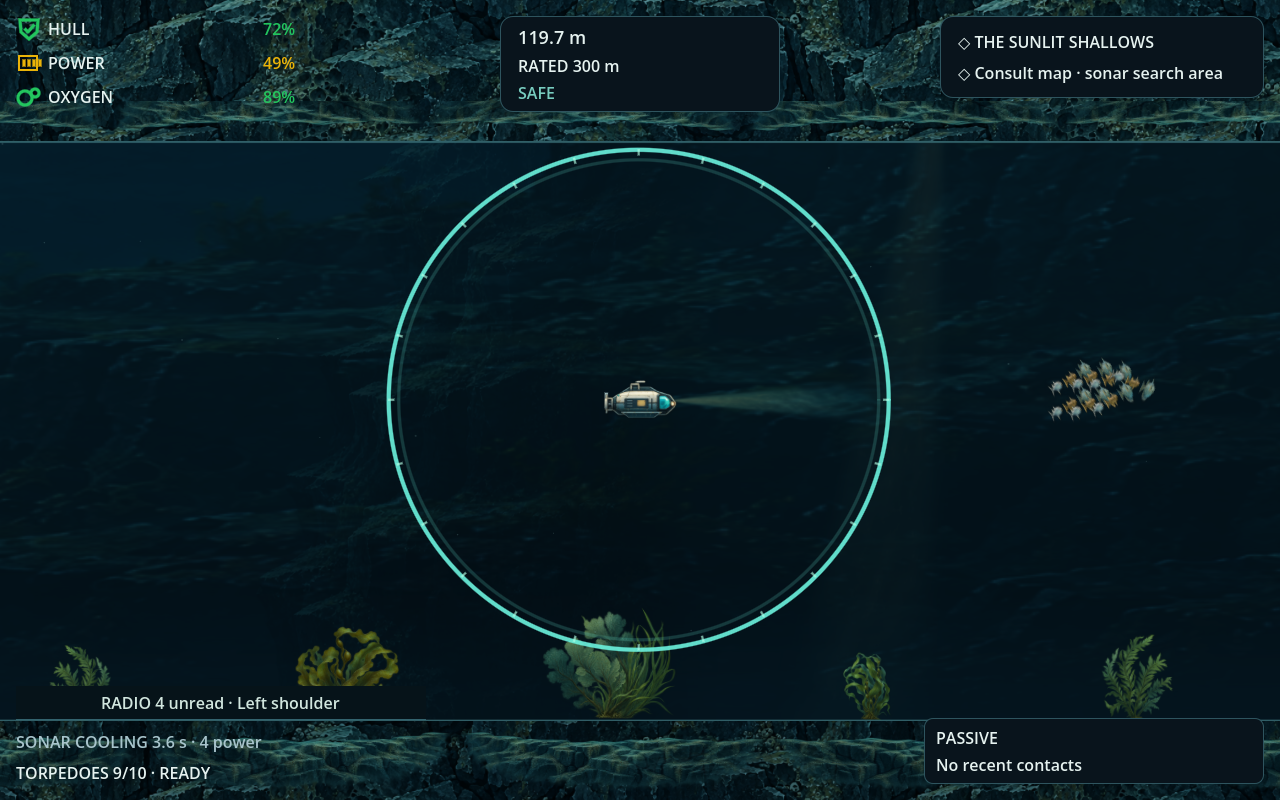 HULL 72%
POWER 49%
OXYGEN 89%
119.7 m
RATED 300 m
SAFE
◇ THE SUNLIT SHALLOWS
◇ Consult map · sonar search area
RADIO 4 unread · Left shoulder
SONAR COOLING 3.6 s · 4 power
TORPEDOES 9/10 · READY
PASSIVE
No recent contacts